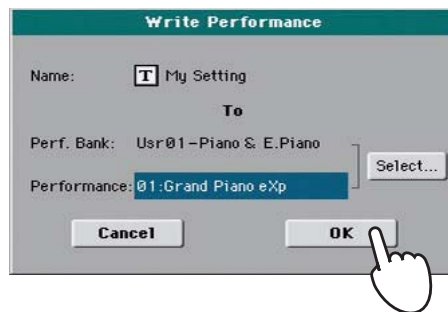 Write Performance
Name: T My Setting
To
Perf. Bank: Usr01-Piano & E.Piano
Select...
Performance: 01:Grand Piano eXp
Cancel OK